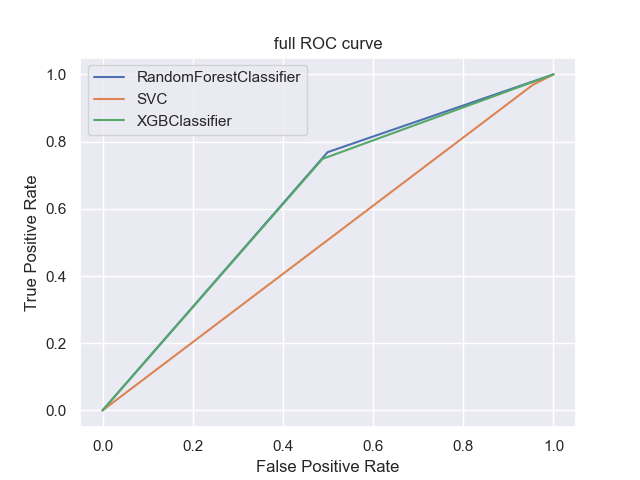 full ROC curve
RandomForestClassifier
SVC
XGBClassifier
True Positive Rate
1.0
0.8
0.6
0.4
0.2
0.0
0.0 0.2 0.4 0.6 0.8 1.0
False Positive Rate